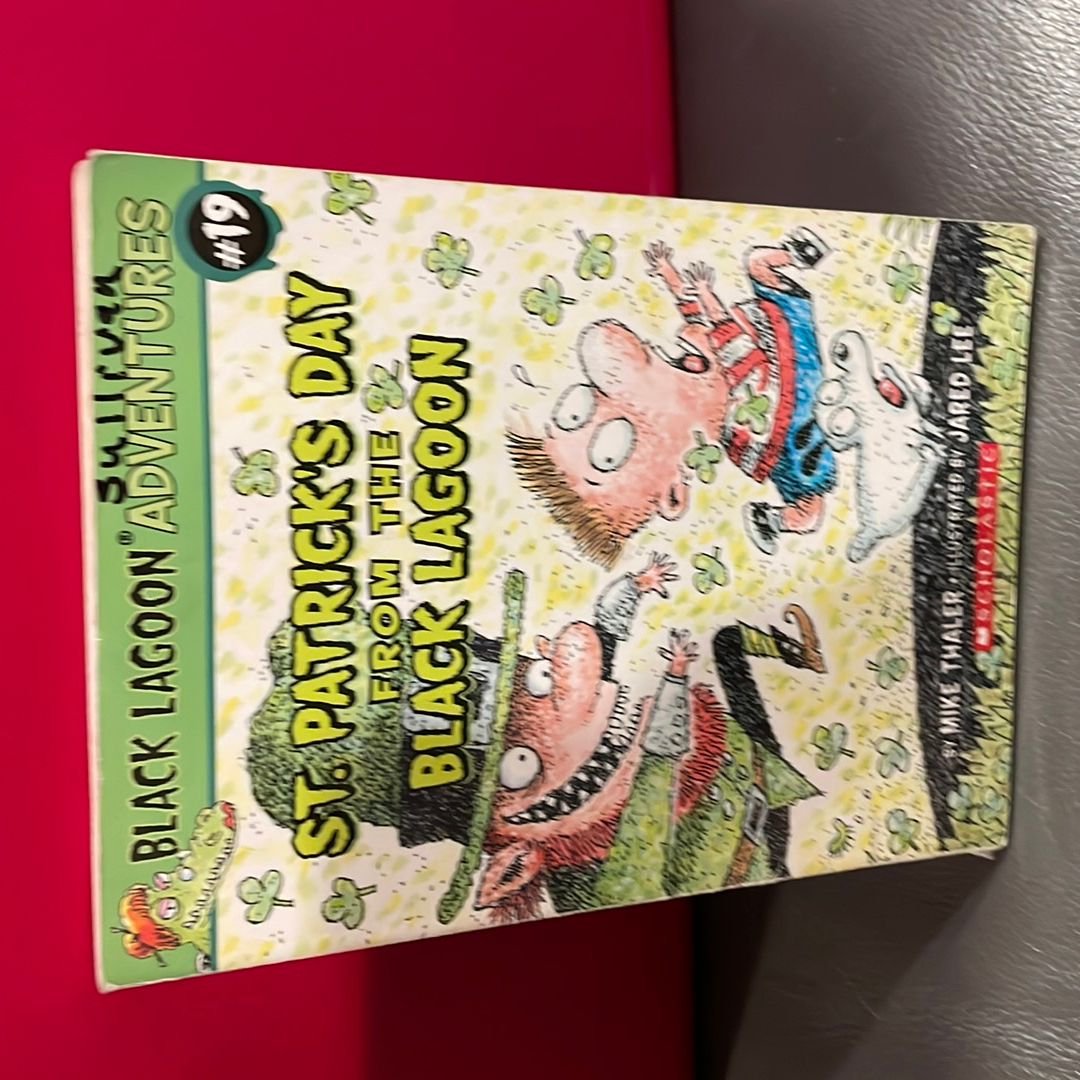 Sullivan
BLACK LAGOON® ADVENTURES
#19
ST. PATRICK'S DAY
FROM THE
BLACK LAGOON
BY MIKE THALER • ILLUSTRATED BY JARED LEE
SCHOLASTIC